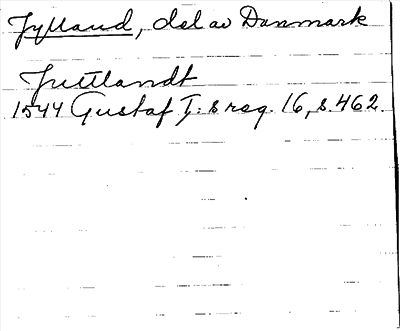 Jylland, del av Danmark
Juttlandt
1544 Gustaf I:s reg. 16, s. 462.